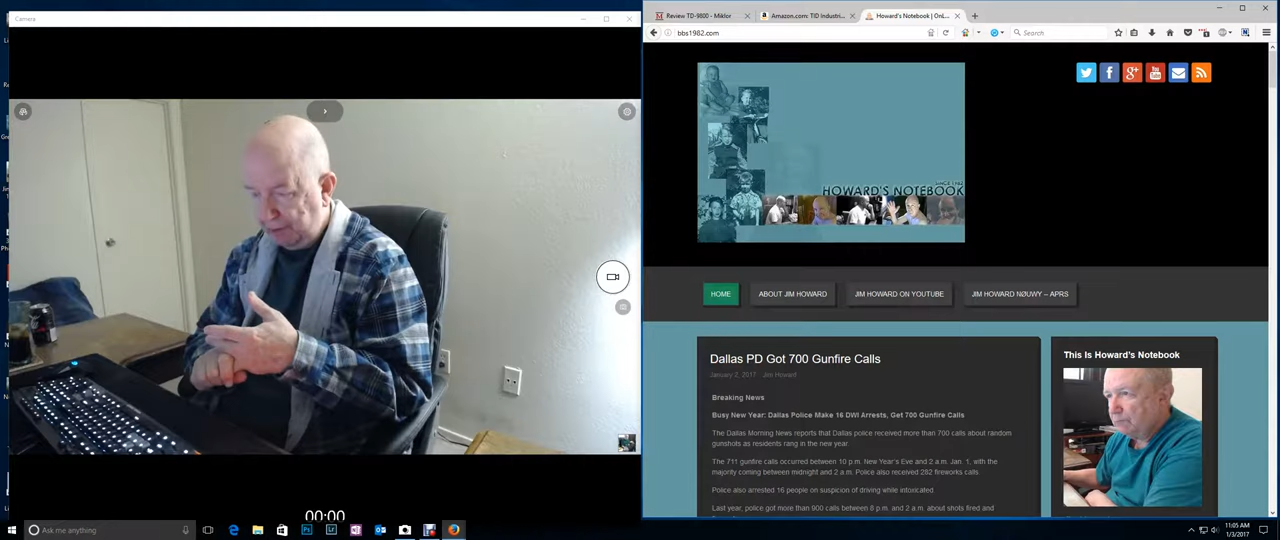 Camera
Review TD-9800 - Miklor
Amazon.com: TID Industri...
Howard's Notebook | OnL...
bbs1982.com
Search
SINCE 1982
HOWARD'S NOTEBOOK
HOME
ABOUT JIM HOWARD
JIM HOWARD ON YOUTUBE
JIM HOWARD NØUWY – APRS
Dallas PD Got 700 Gunfire Calls
January 2, 2017 Jim Howard
Breaking News
Busy New Year: Dallas Police Make 16 DWI Arrests, Get 700 Gunfire Calls
The Dallas Morning News reports that Dallas police received more than 700 calls about random
gunshots as residents rang in the new year.
The 711 gunfire calls occurred between 10 p.m. New Year's Eve and 2 a.m. Jan. 1, with the
majority coming between midnight and 2 a.m. Police also received 282 fireworks calls.
Police also arrested 16 people on suspicion of driving while intoxicated.
Last year, police got more than 900 calls between 8 p.m. and 2 a.m. about shots fired and
This Is Howard's Notebook
00:00
Ask me anything
11:05 AM
1/3/2017